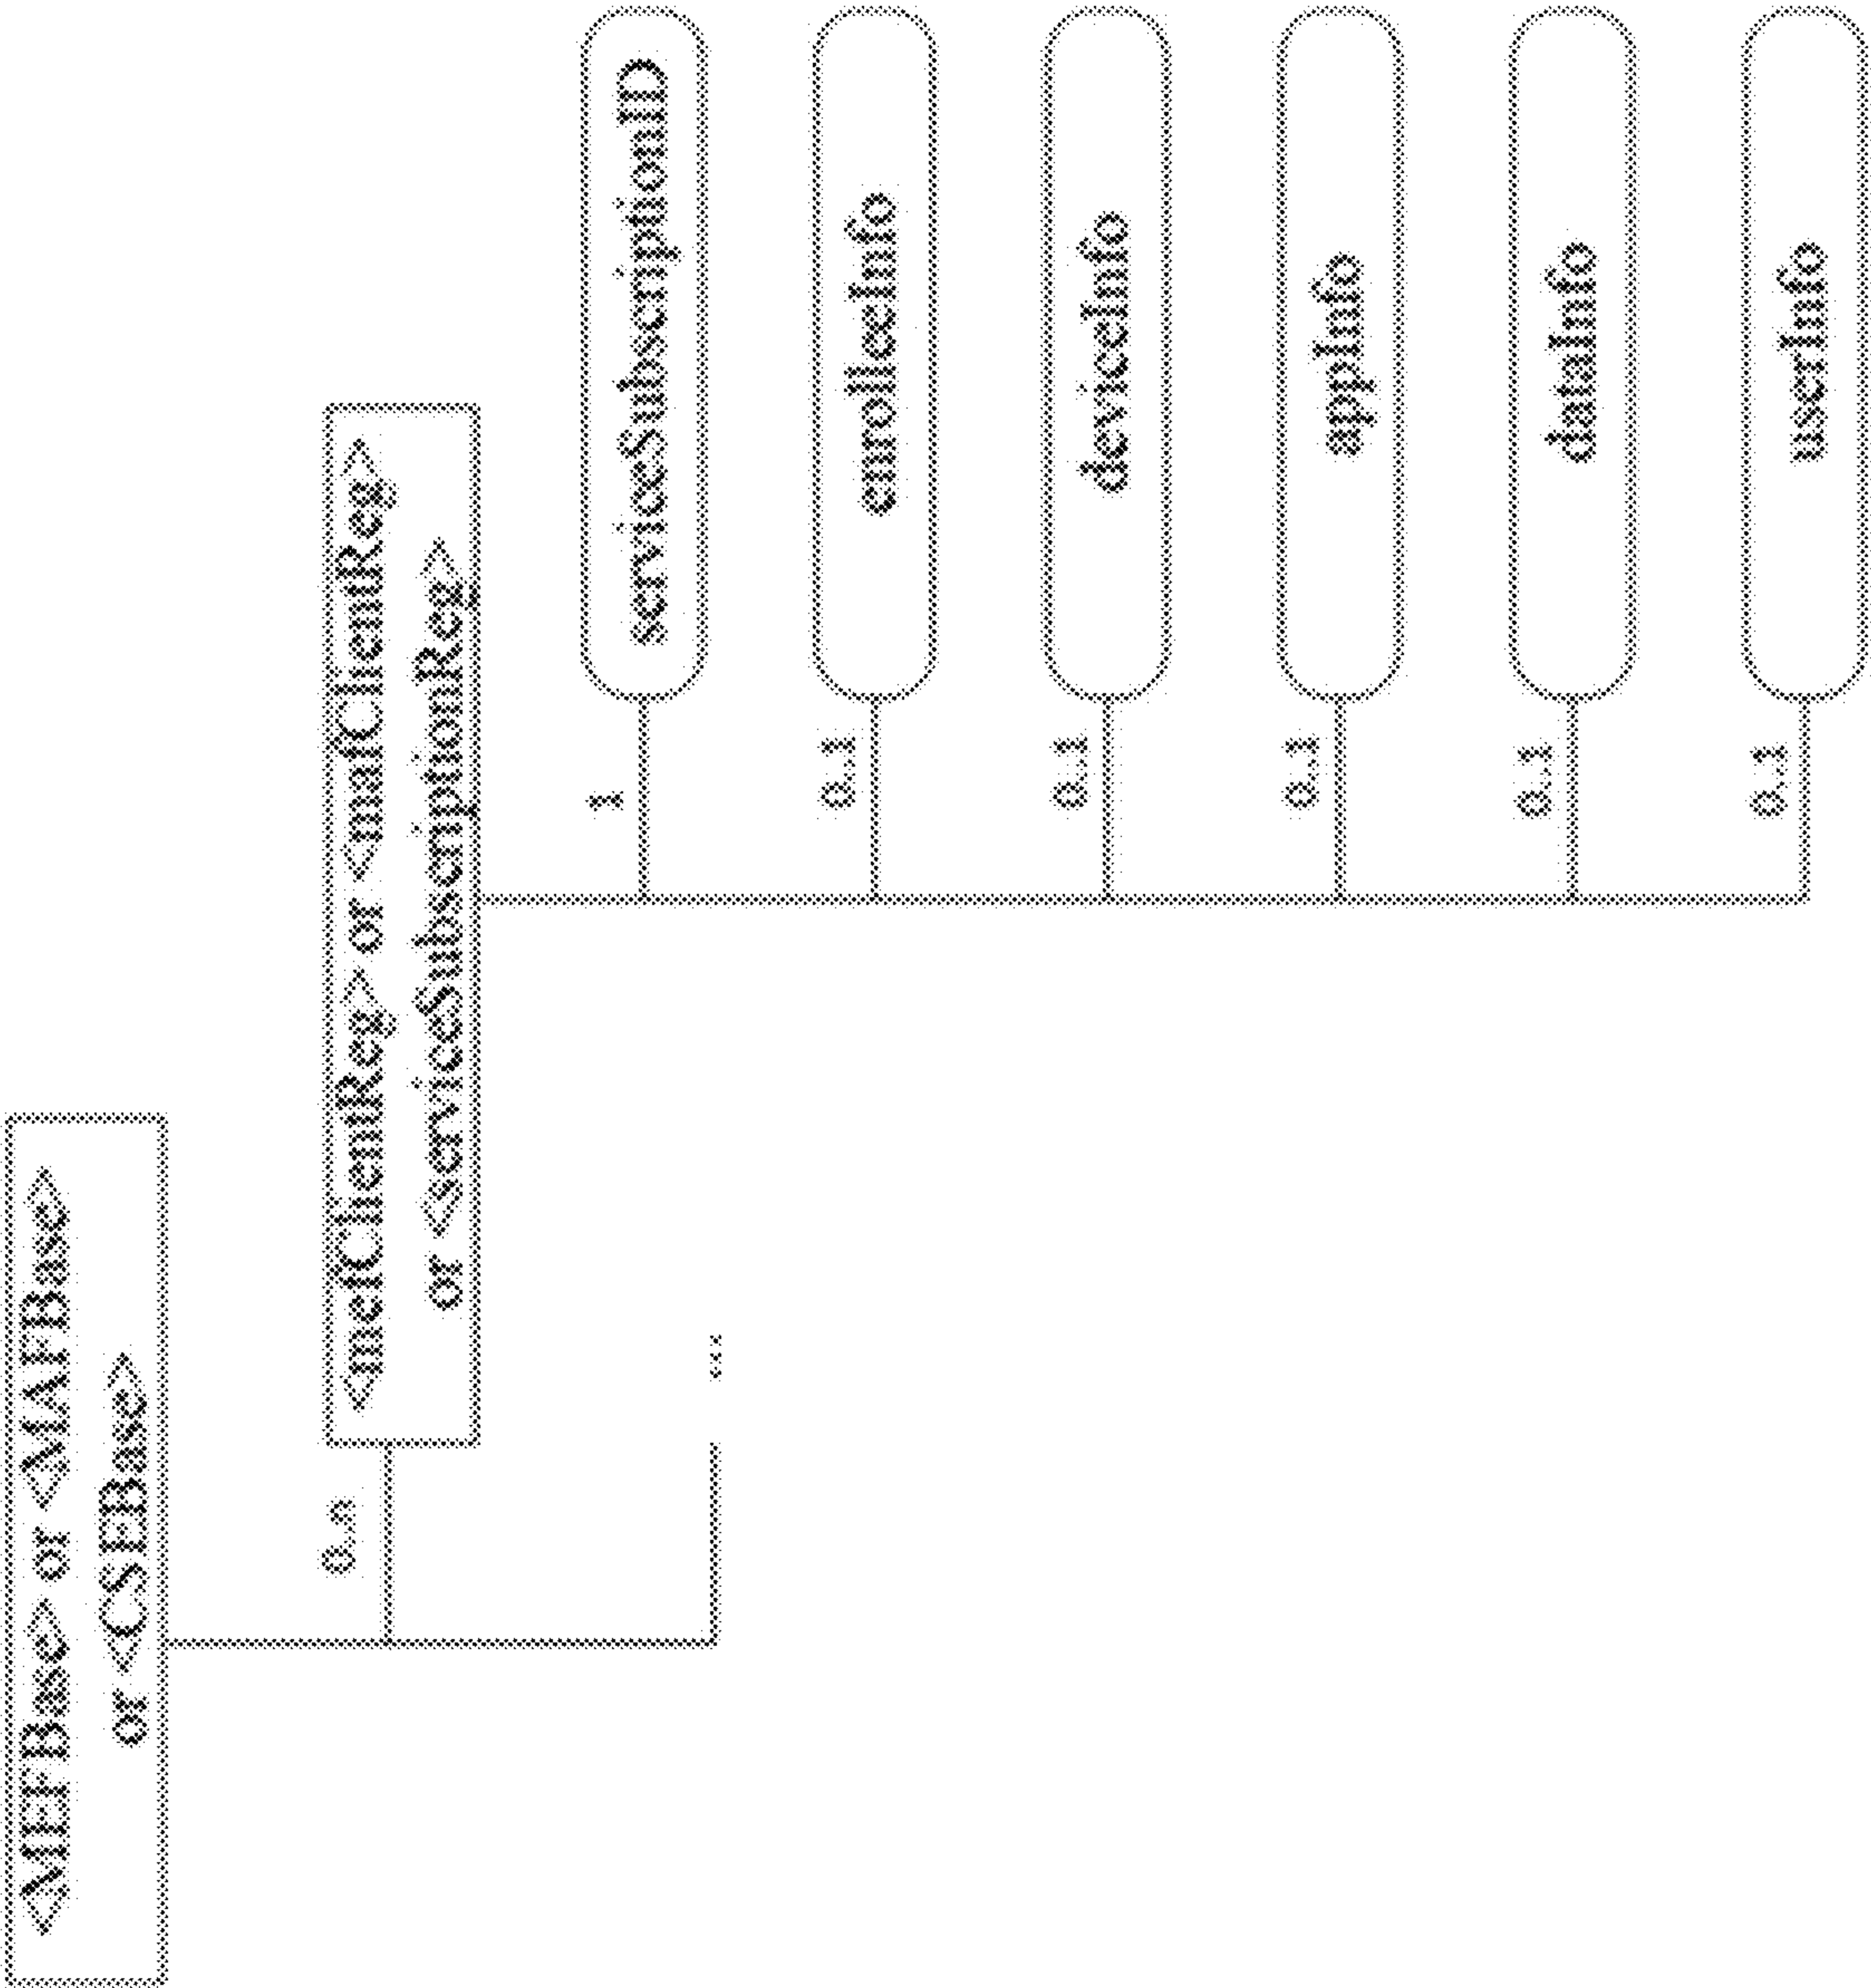 <MEFBase> or <MAFBase>
or <CSEBase>
0..n
<mefClientReg> or <mafClientReg>
or <serviceSubscriptionReg>
1
serviceSubscriptionID
0..1
enrolleeInfo
0..1
deviceInfo
0..1
appInfo
0..1
dataInfo
0..1
userInfo
...